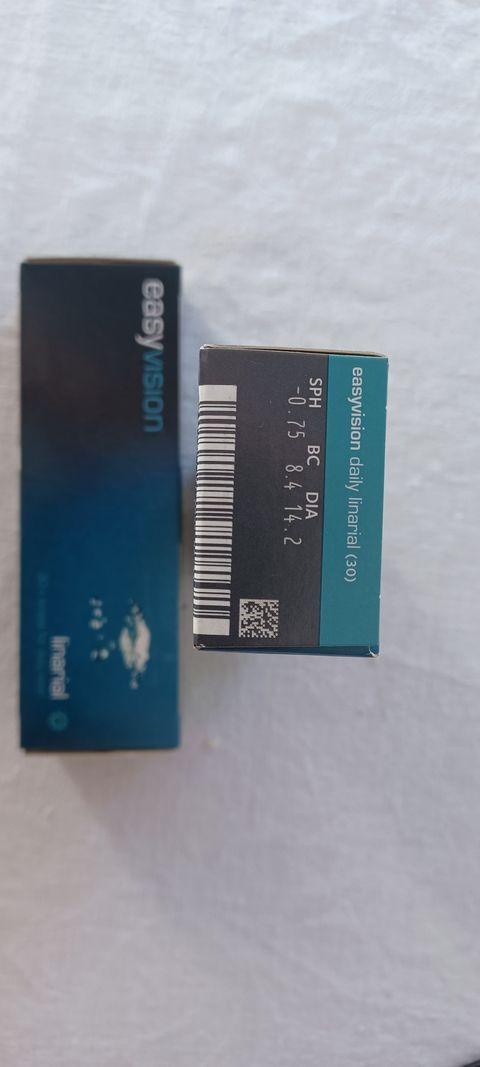 easyvision
linarial
easyvision daily linarial (30)
SPH BC DIA
-0.75 8.4 14.2